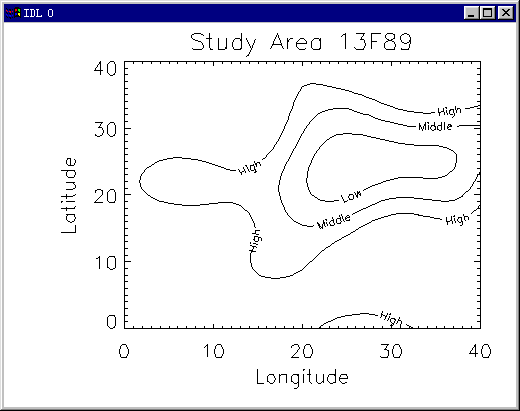 IDL 0
Study Area 13F89
40
High
Middle
30
High
Low
20
Middle
High
High
10
High
0
0 10 20 30 40
Latitude
Longitude